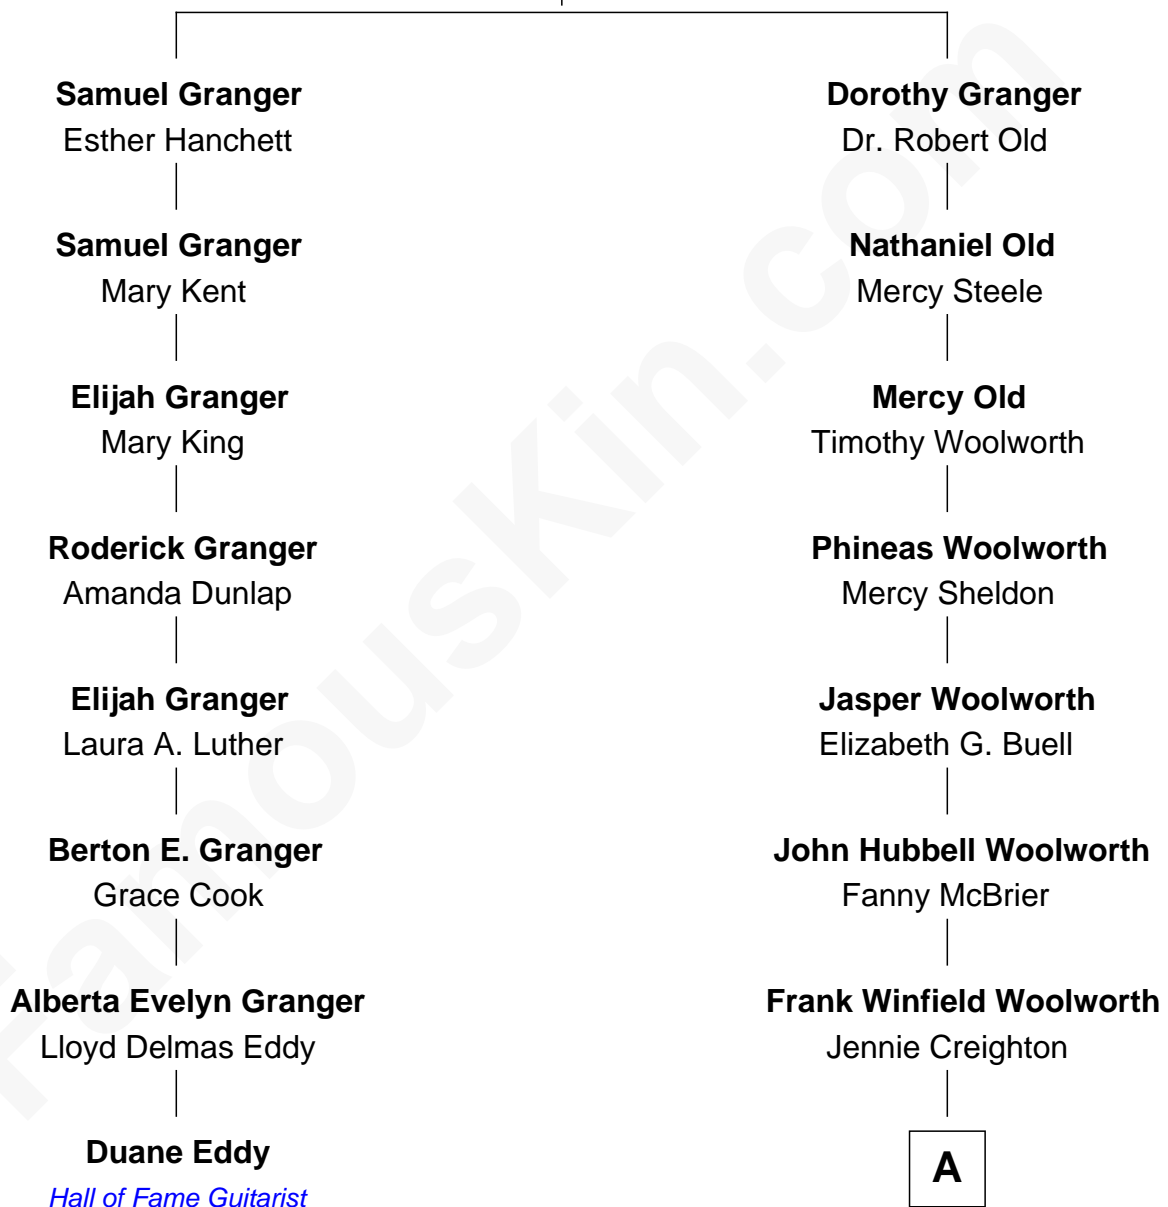 Samuel Granger
Esther Hanchett
Samuel Granger
Mary Kent
Elijah Granger
Mary King
Roderick Granger
Amanda Dunlap
Elijah Granger
Laura A. Luther
Berton E. Granger
Grace Cook
Alberta Evelyn Granger
Lloyd Delmas Eddy
Duane Eddy
Hall of Fame Guitarist
Dorothy Granger
Dr. Robert Old
Nathaniel Old
Mercy Steele
Mercy Old
Timothy Woolworth
Phineas Woolworth
Mercy Sheldon
Jasper Woolworth
Elizabeth G. Buell
John Hubbell Woolworth
Fanny McBrier
Frank Winfield Woolworth
Jennie Creighton
A
FamousKin.com